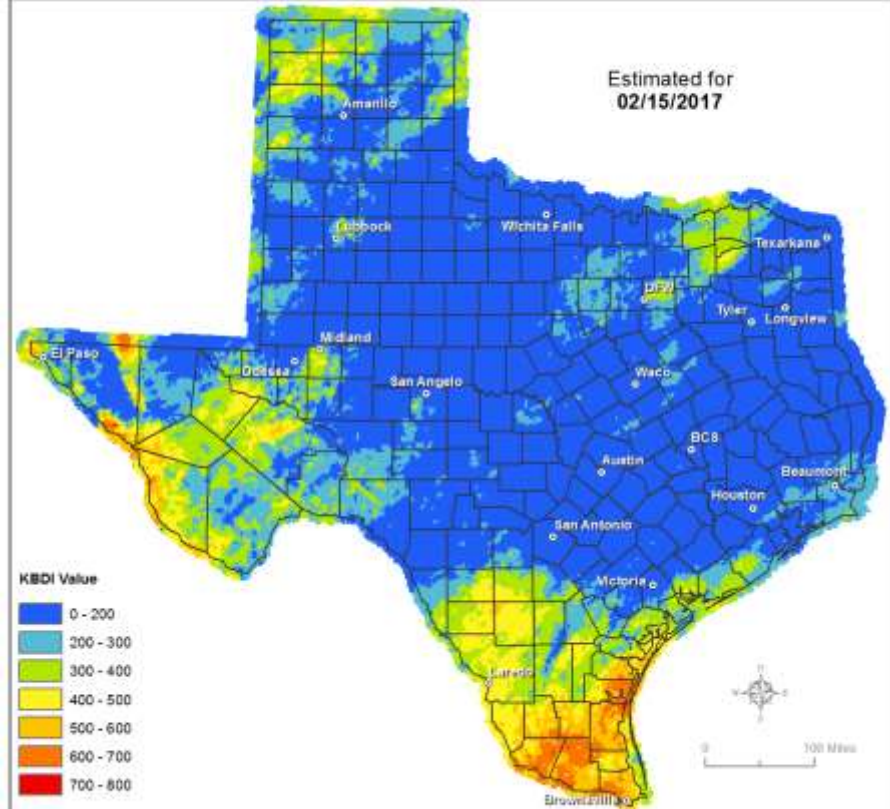 Estimated for
02/15/2017
Amarillo
Lubbock
Wichita Falls
Texarkana
DFW
Tyler
Longview
El Paso
Midland
Odessa
San Angelo
Waco
BCS
Austin
Beaumont
Houston
San Antonio
Victoria
Laredo
Brownsville
KBDI Value
0 - 200
200 - 300
300 - 400
400 - 500
500 - 600
600 - 700
700 - 800
N
W E
S
0 100 Miles